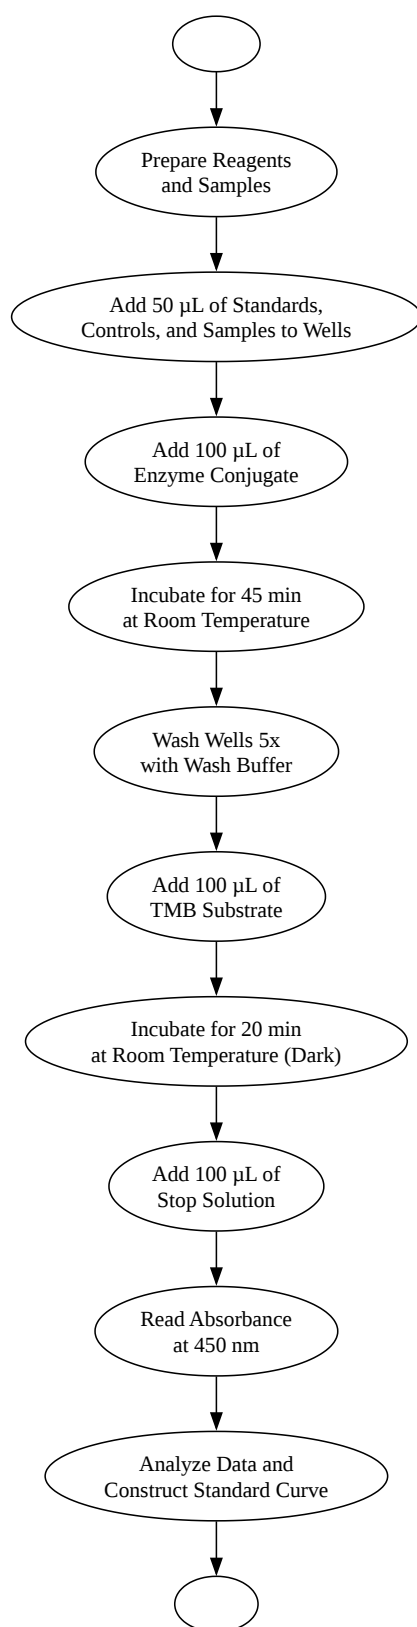 Prepare Reagents
and Samples
Add 50 µL of Standards,
Controls, and Samples to Wells
Add 100 µL of
Enzyme Conjugate
Incubate for 45 min
at Room Temperature
Wash Wells 5x
with Wash Buffer
Add 100 µL of
TMB Substrate
Incubate for 20 min
at Room Temperature (Dark)
Add 100 µL of
Stop Solution
Read Absorbance
at 450 nm
Analyze Data and
Construct Standard Curve